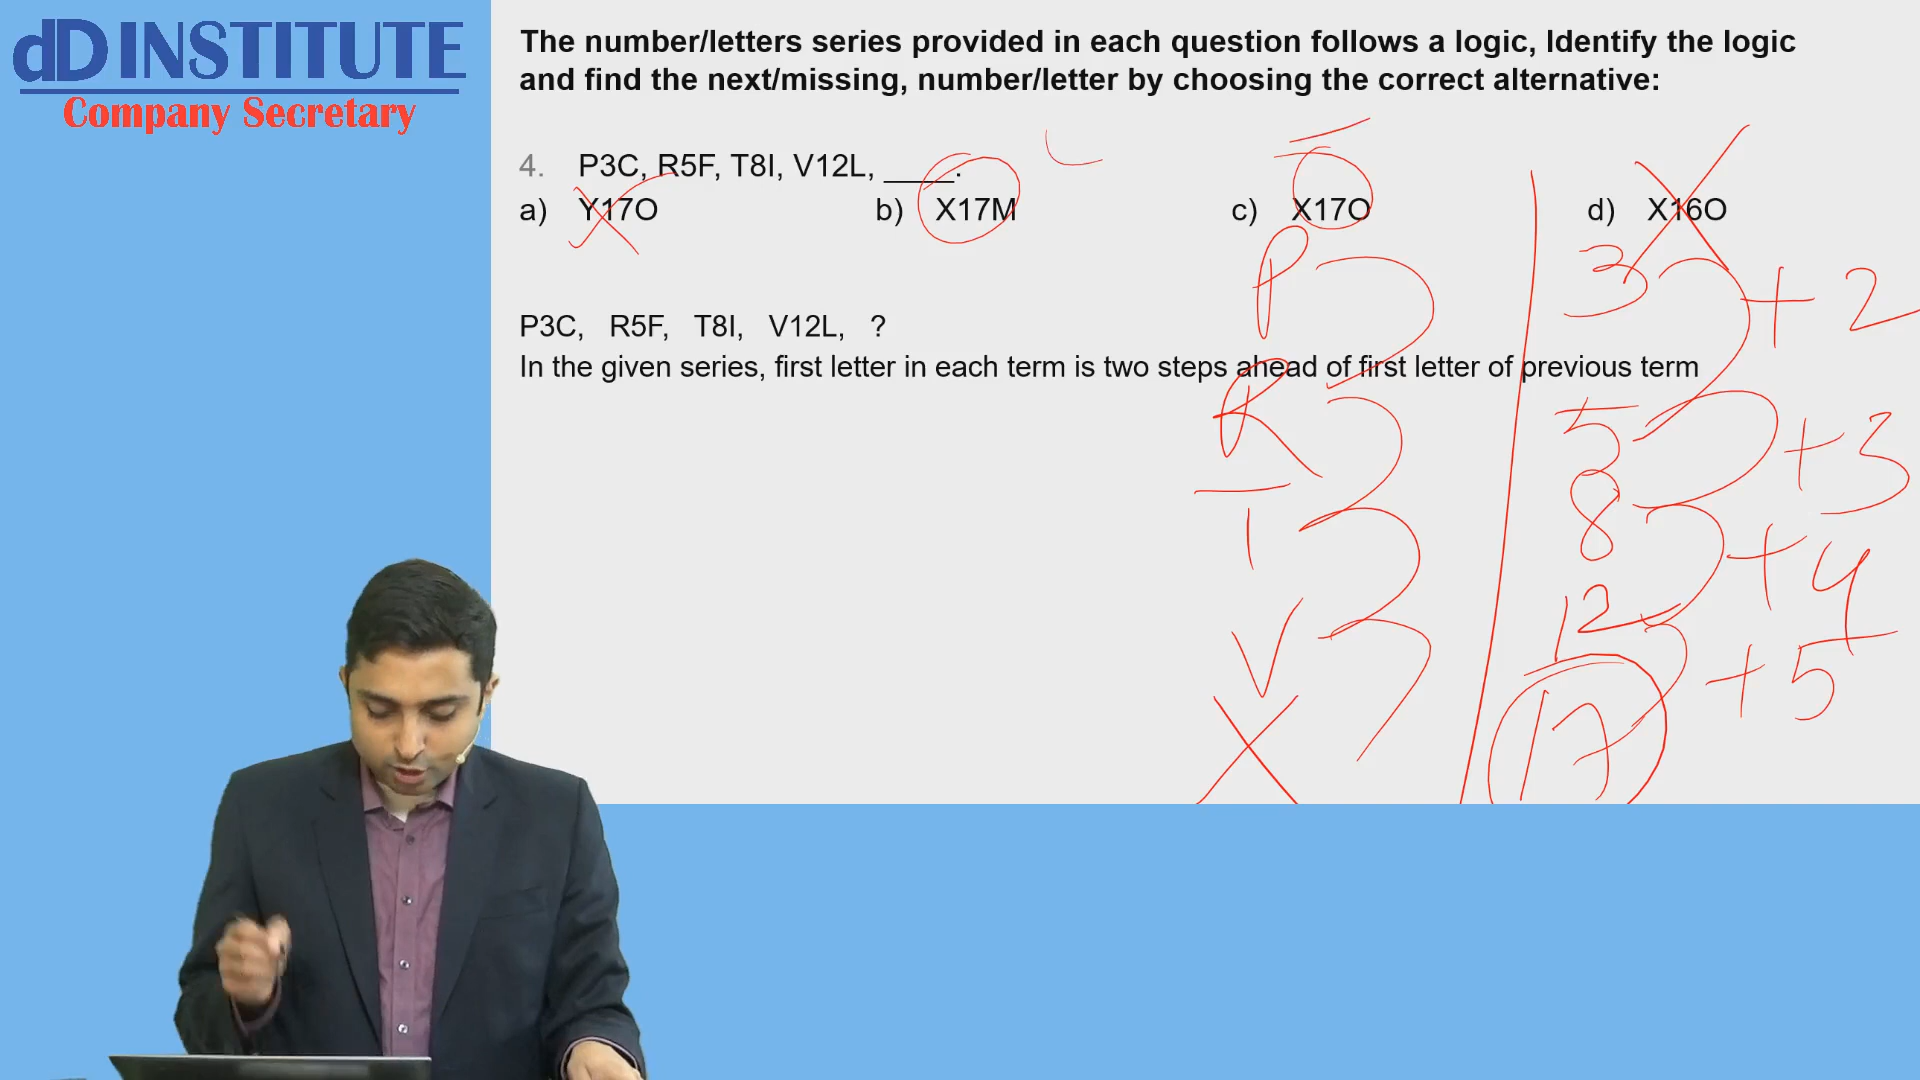 dD INSTITUTE
Company Secretary
The number/letters series provided in each question follows a logic, Identify the logic
and find the next/missing, number/letter by choosing the correct alternative:
4. P3C, R5F, T8I, V12L, ____.
a) Y17O b) X17M c) X17O d) X16O
P3C, R5F, T8I, V12L, ?
In the given series, first letter in each term is two steps ahead of first letter of previous term
P
R
T
V
X
3
+2
5
+3
8
+4
12
+5
17